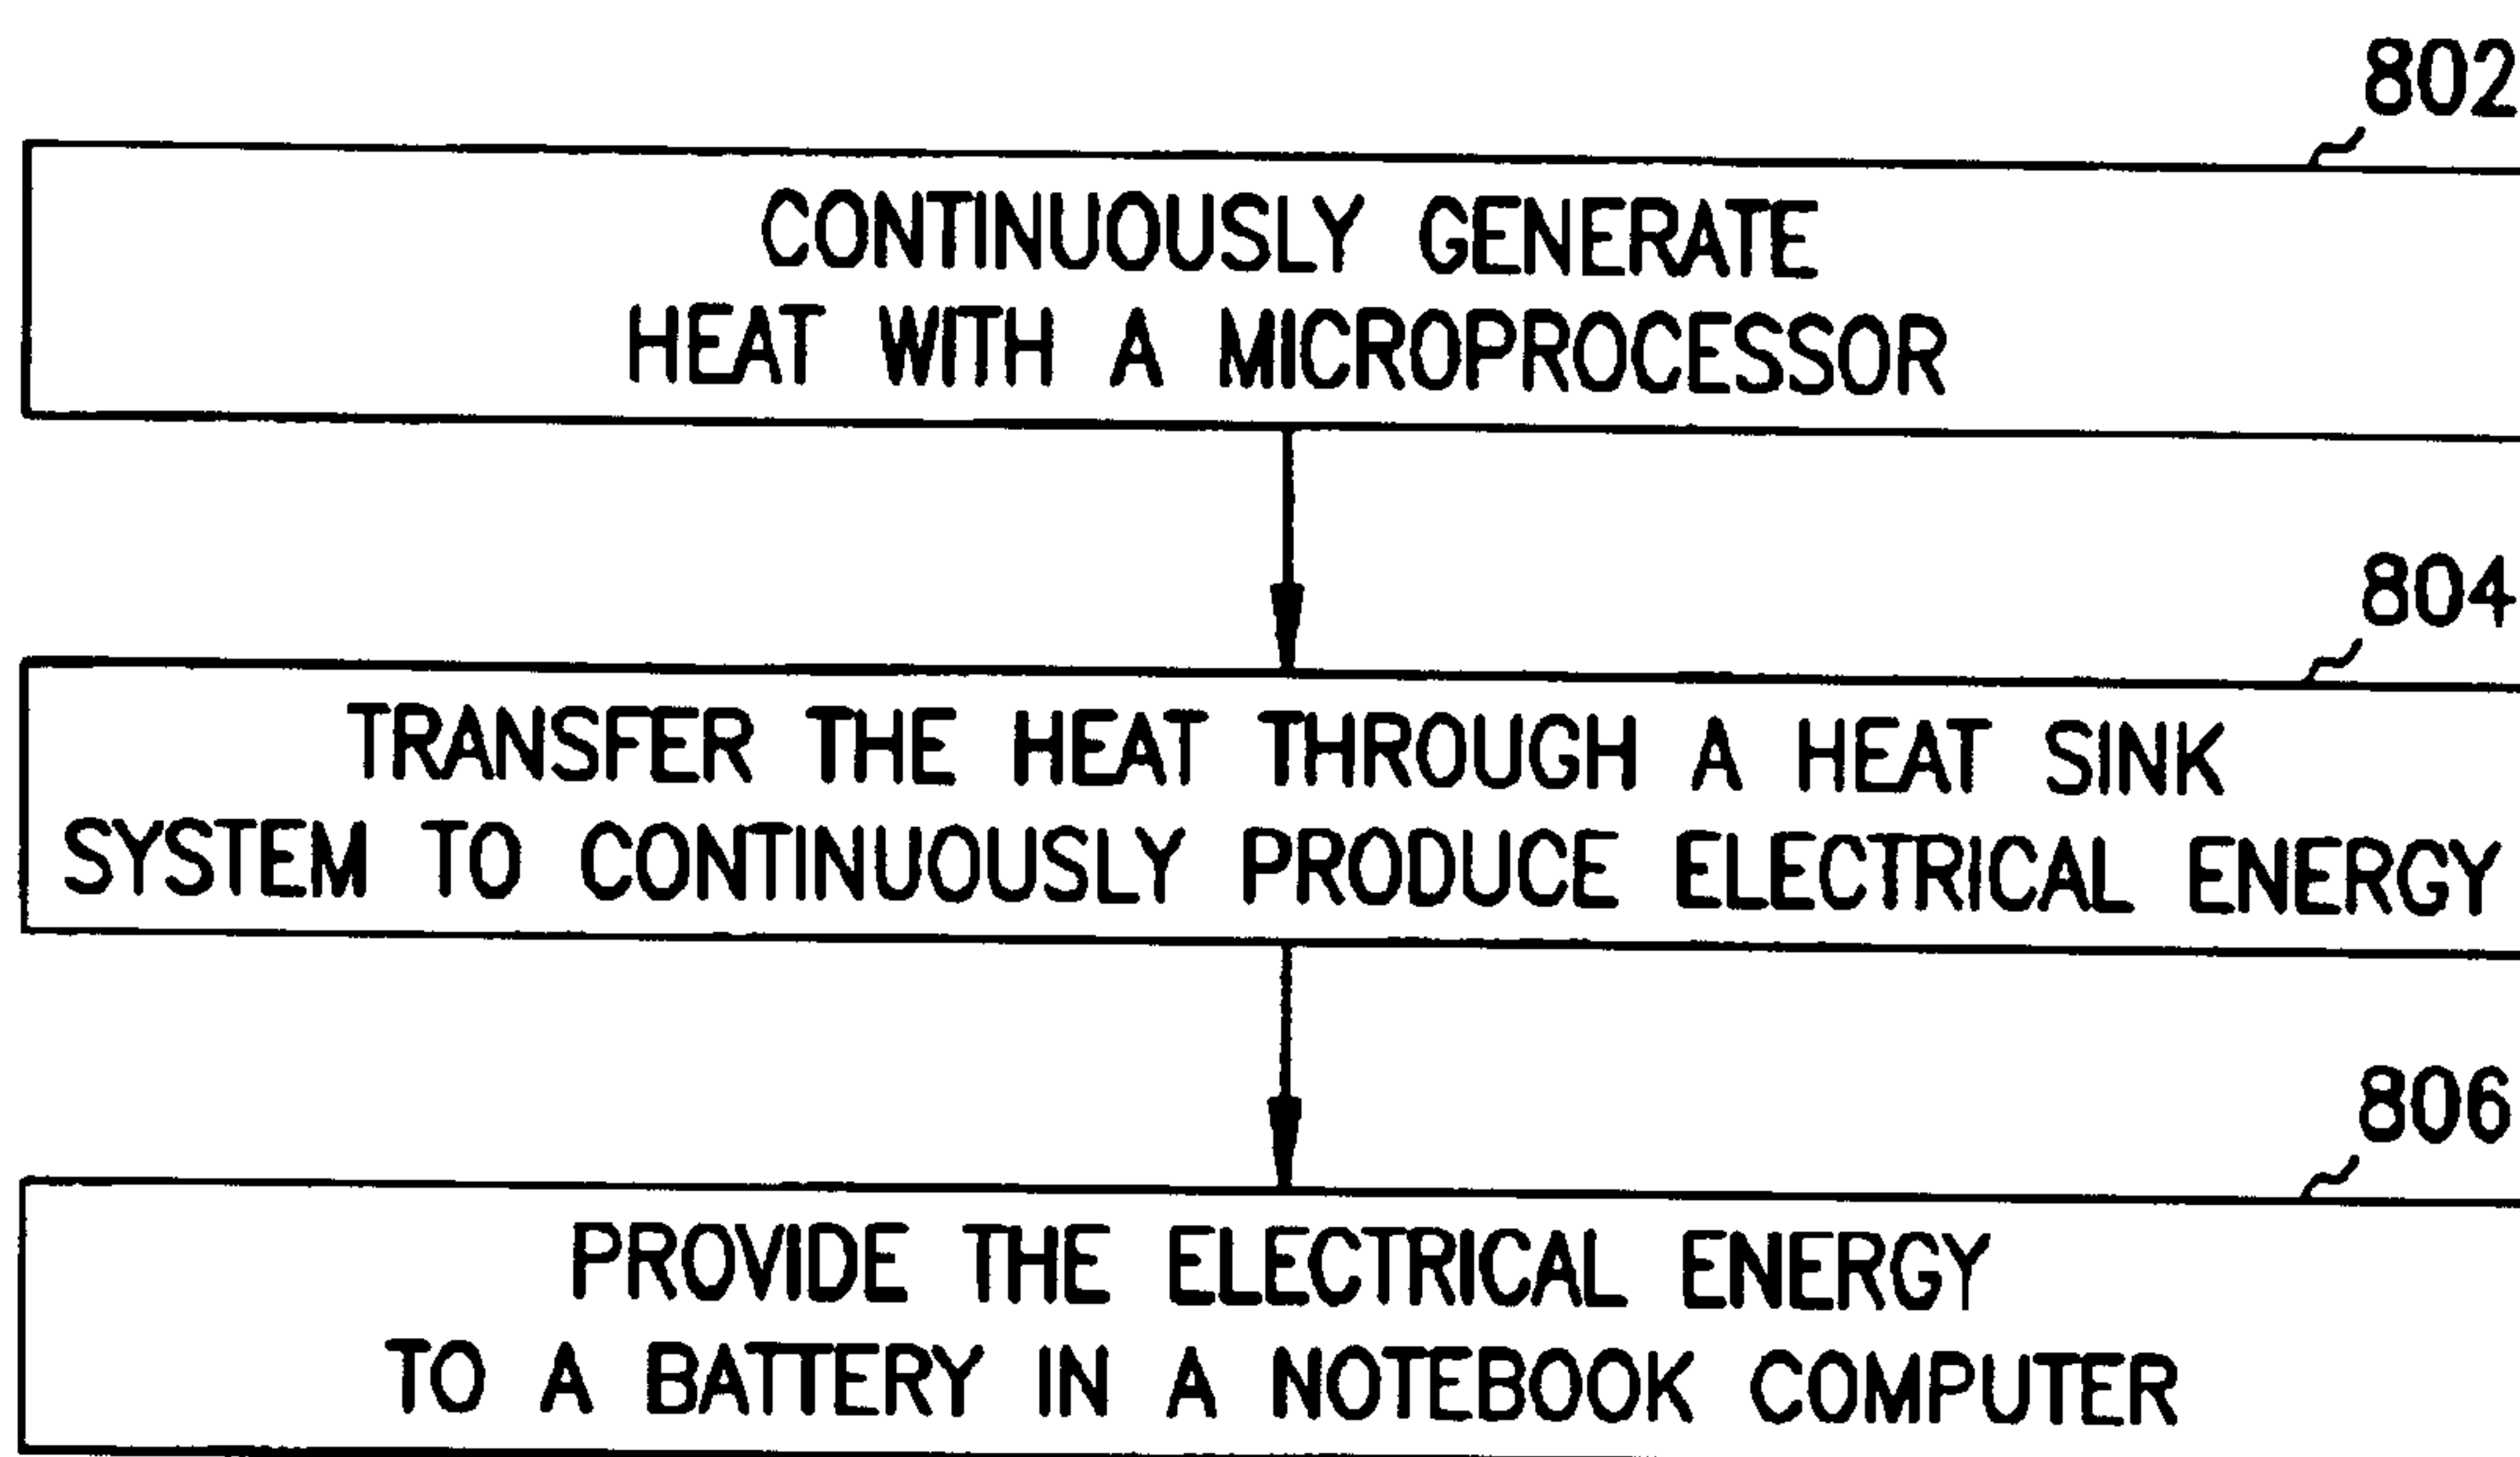 802
CONTINUOUSLY GENERATE
HEAT WITH A MICROPROCESSOR
804
TRANSFER THE HEAT THROUGH A HEAT SINK
SYSTEM TO CONTINUOUSLY PRODUCE ELECTRICAL ENERGY
806
PROVIDE THE ELECTRICAL ENERGY
TO A BATTERY IN A NOTEBOOK COMPUTER